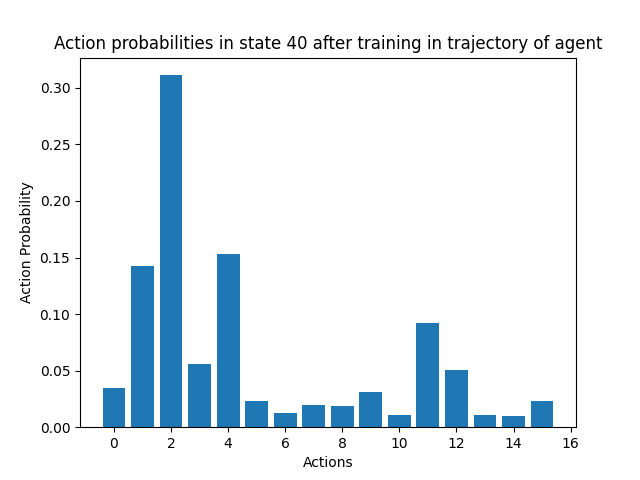 Action probabilities in state 40 after training in trajectory of agent
0.30
0.25
0.20
0.15
0.10
0.05
0.00
Action Probability
0 2 4 6 8 10 12 14 16
Actions